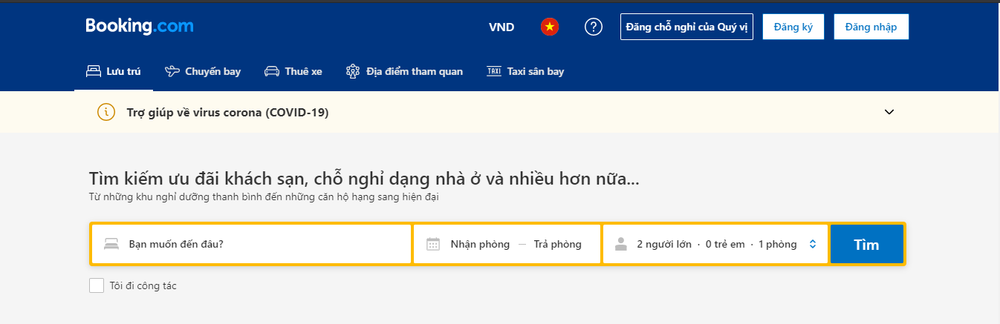 Booking.com
VND
Đăng chỗ nghỉ của Quý vị
Đăng ký
Đăng nhập
Lưu trú
Chuyến bay
Thuê xe
Địa điểm tham quan
TAXI
Taxi sân bay
Trợ giúp về virus corona (COVID-19)
Tìm kiếm ưu đãi khách sạn, chỗ nghỉ dạng nhà ở và nhiều hơn nữa...
Từ những khu nghỉ dưỡng thanh bình đến những căn hộ hạng sang hiện đại
Bạn muốn đến đâu?
Nhận phòng — Trả phòng
2 người lớn · 0 trẻ em · 1 phòng
Tìm
Tôi đi công tác